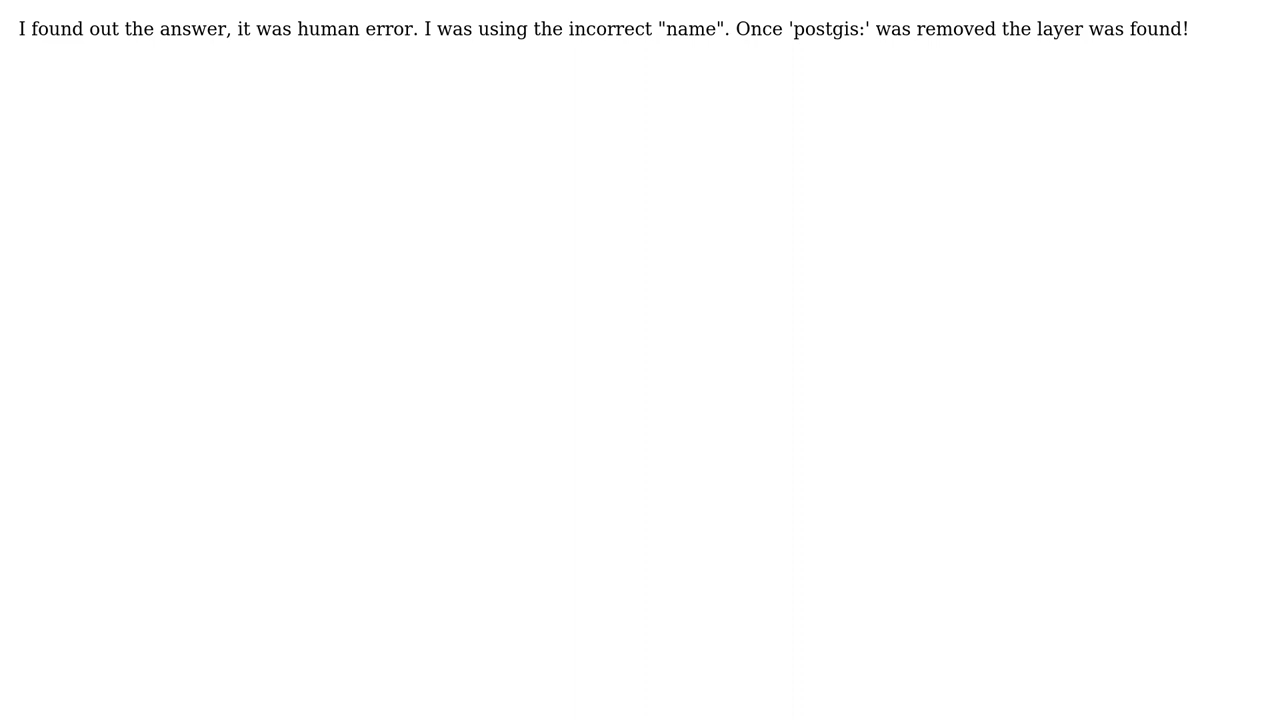 I found out the answer, it was human error. I was using the incorrect "name". Once 'postgis:' was removed the layer was found!